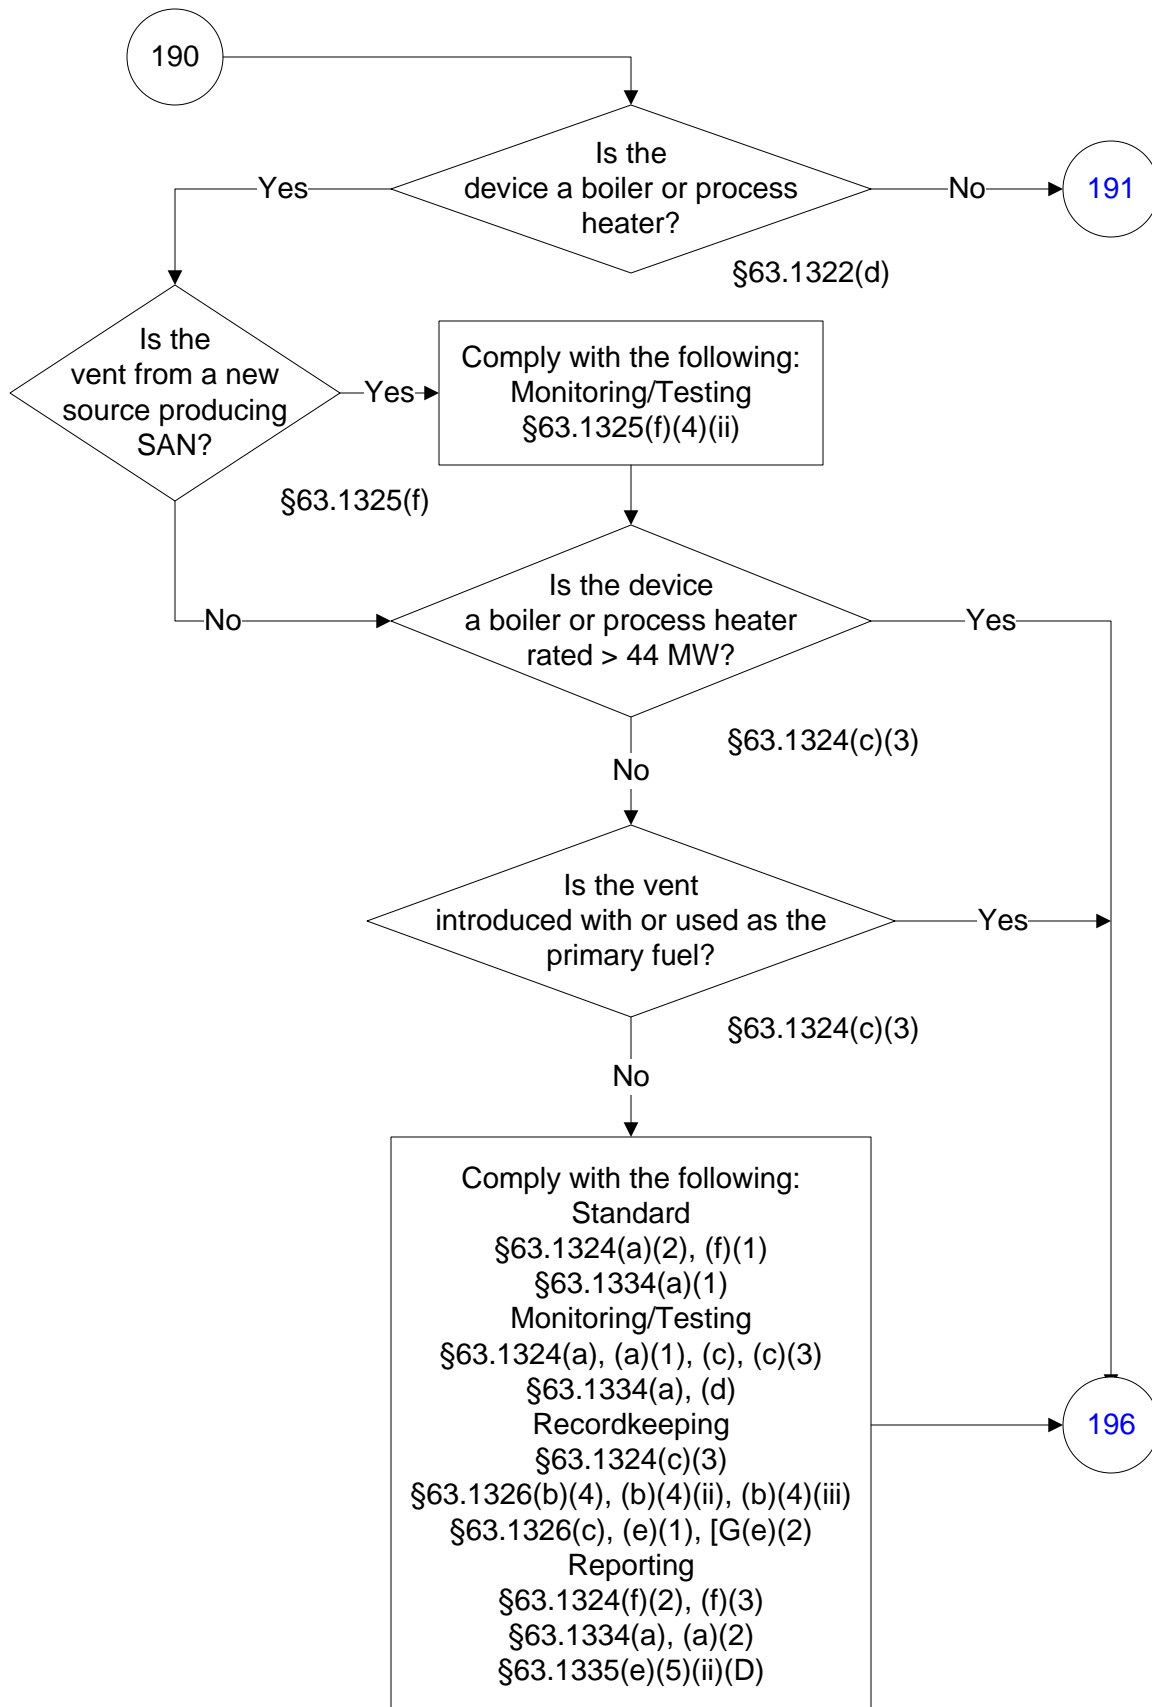 190
Is the
device a boiler or process
heater?
Yes
No
191
§63.1322(d)
Is the
vent from a new
source producing
SAN?
Yes
Comply with the following:
Monitoring/Testing
§63.1325(f)(4)(ii)
§63.1325(f)
No
Is the device
a boiler or process heater
rated > 44 MW?
Yes
§63.1324(c)(3)
No
Is the vent
introduced with or used as the
primary fuel?
Yes
§63.1324(c)(3)
No
Comply with the following:
Standard
§63.1324(a)(2), (f)(1)
§63.1334(a)(1)
Monitoring/Testing
§63.1324(a), (a)(1), (c), (c)(3)
§63.1334(a), (d)
Recordkeeping
§63.1324(c)(3)
§63.1326(b)(4), (b)(4)(ii), (b)(4)(iii)
§63.1326(c), (e)(1), [G(e)(2)
Reporting
§63.1324(f)(2), (f)(3)
§63.1334(a), (a)(2)
§63.1335(e)(5)(ii)(D)
196